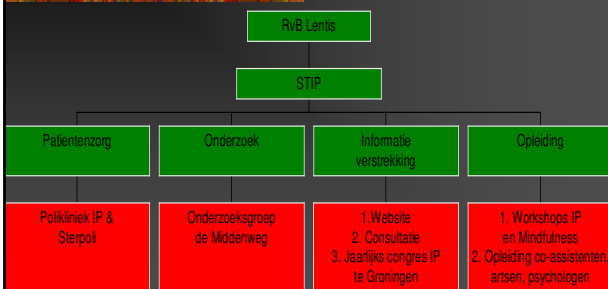 RvB Lentis
STIP
Patientenzorg
Onderzoek
Informatie
verstrekking
Opleiding
Polikliniek IP &
Sterpoli
Onderzoeksgroep
de Middenweg
1.Website
2. Consultatie
3. Jaarlijks congres IP
te Groningen
1. Workshops IP
en Mindfulness
2. Opleiding co-assistenten,
artsen, psychologen